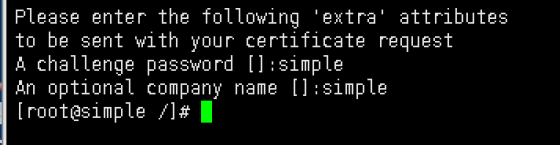 Please enter the following 'extra' attributes
to be sent with your certificate request
A challenge password []:simple
An optional company name []:simple
[root@simple /]#